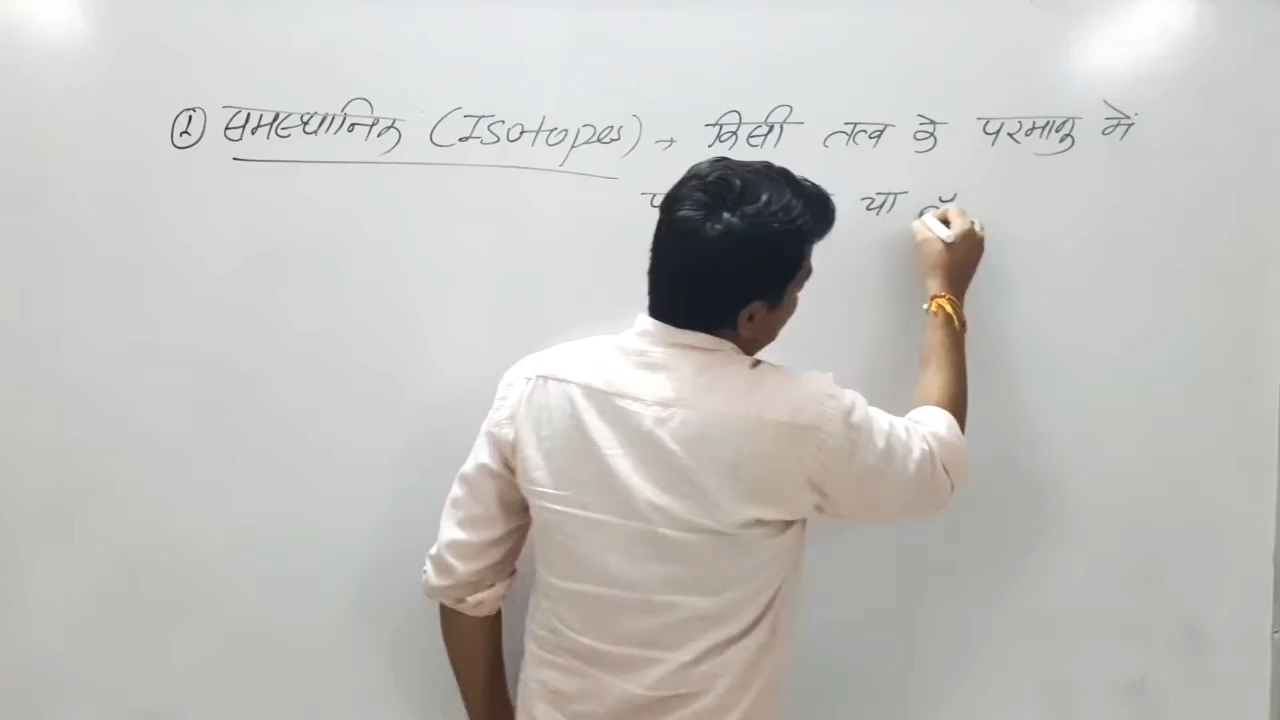 ① समस्थानिक (Isotopes) → किसी तत्व के परमाणु में
या